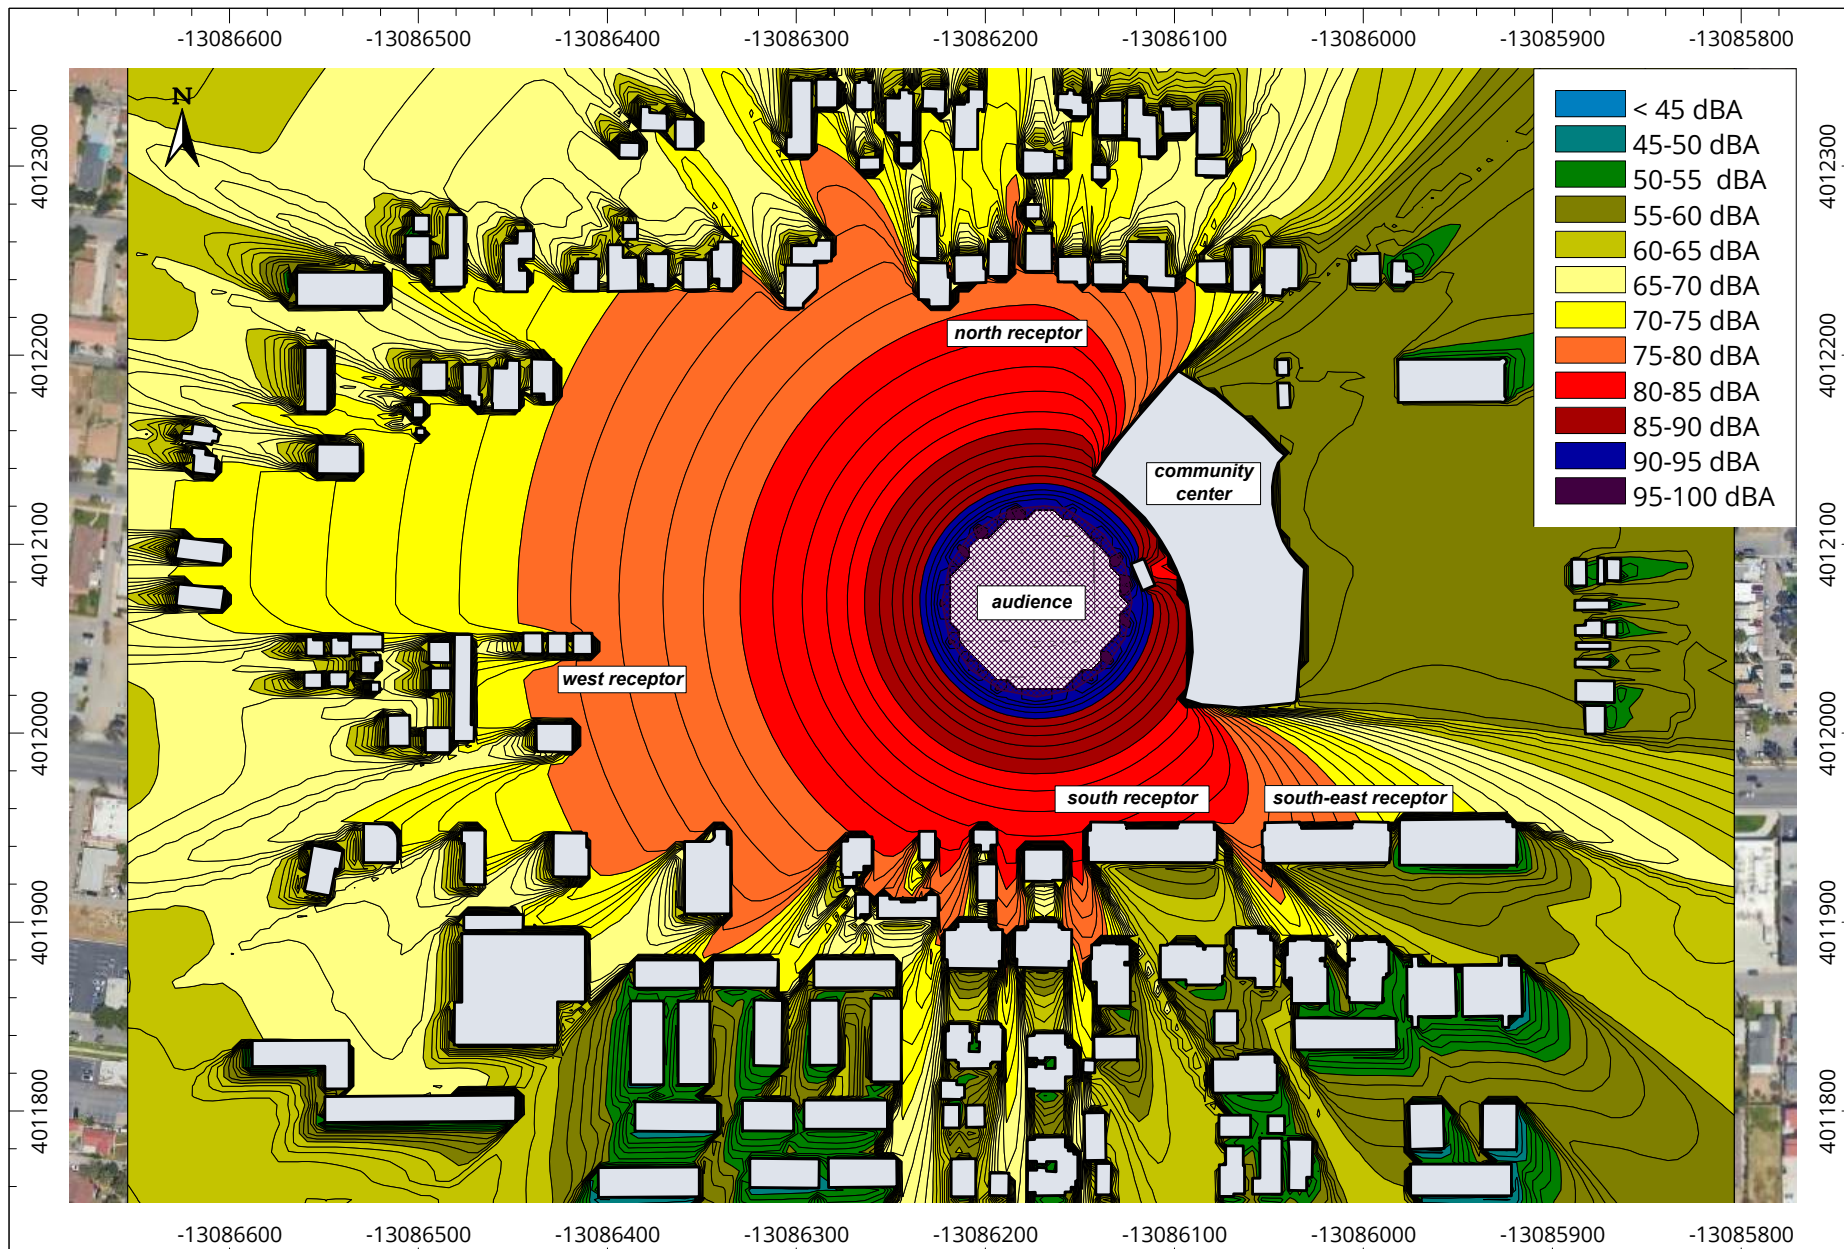 -13086600 -13086500 -13086400 -13086300 -13086200 -13086100 -13086000 -13085900 -13085800
N
< 45 dBA
45-50 dBA
50-55 dBA
55-60 dBA
60-65 dBA
65-70 dBA
70-75 dBA
75-80 dBA
80-85 dBA
85-90 dBA
90-95 dBA
95-100 dBA
4012300
4012200
4012100
4012000
4011900
4011800
north receptor
community
center
audience
west receptor
south receptor
south-east receptor
4012300
4012200
4012100
4012000
4011900
4011800
-13086600 -13086500 -13086400 -13086300 -13086200 -13086100 -13086000 -13085900 -13085800